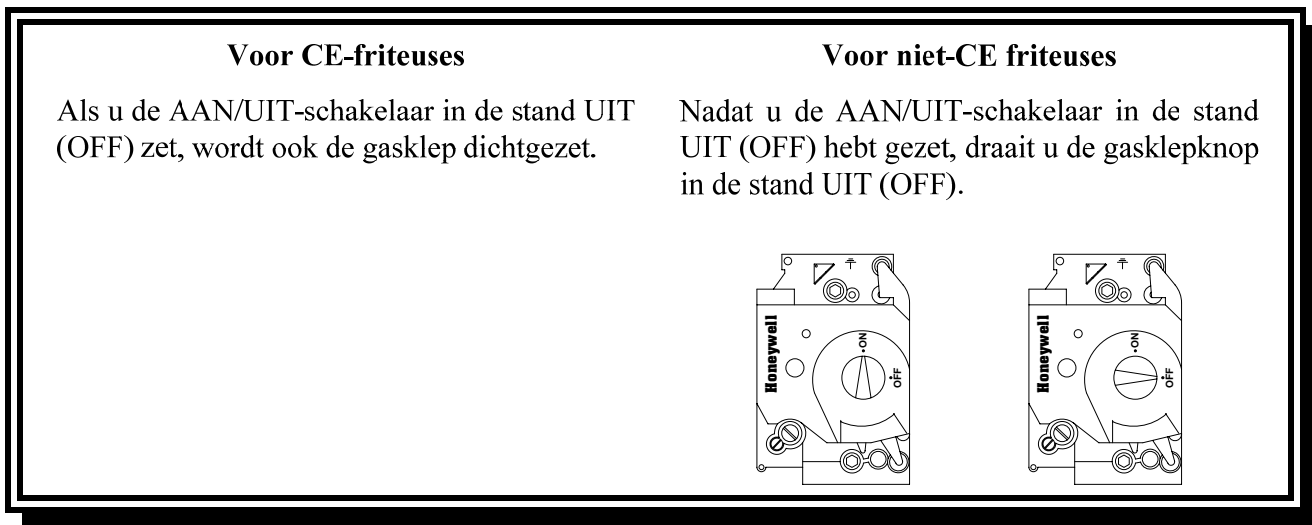 Voor CE-friteuses
Als u de AAN/UIT-schakelaar in de stand UIT
(OFF) zet, wordt ook de gasklep dichtgezet.
Voor niet-CE friteuses
Nadat u de AAN/UIT-schakelaar in de stand
UIT (OFF) hebt gezet, draait u de gasklepknop
in de stand UIT (OFF).
Honeywell
ON
OFF
Honeywell
ON
OFF